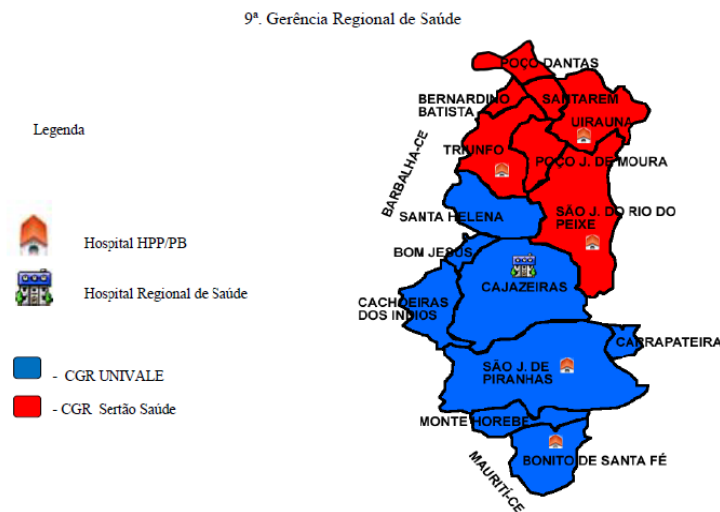 9ª. Gerência Regional de Saúde
Legenda
Hospital HPP/PB
Hospital Regional de Saúde
- CGR UNIVALE
- CGR Sertão Saúde
POÇO DANTAS
BERNARDINO
BATISTA
SANTAREM
UIRAUNA
TRIUNFO
POÇO J. DE MOURA
BARBALHA-CE
SANTA HELENA
SÃO J. DO RIO DO
PEIXE
BOM JESUS
CAJAZEIRAS
CACHOEIRAS
DOS INDIOS
CARRAPATEIRA
SÃO J. DE
PIRANHAS
MONTE HOREBE
BONITO DE SANTA FÉ
MAURITÍ-CE